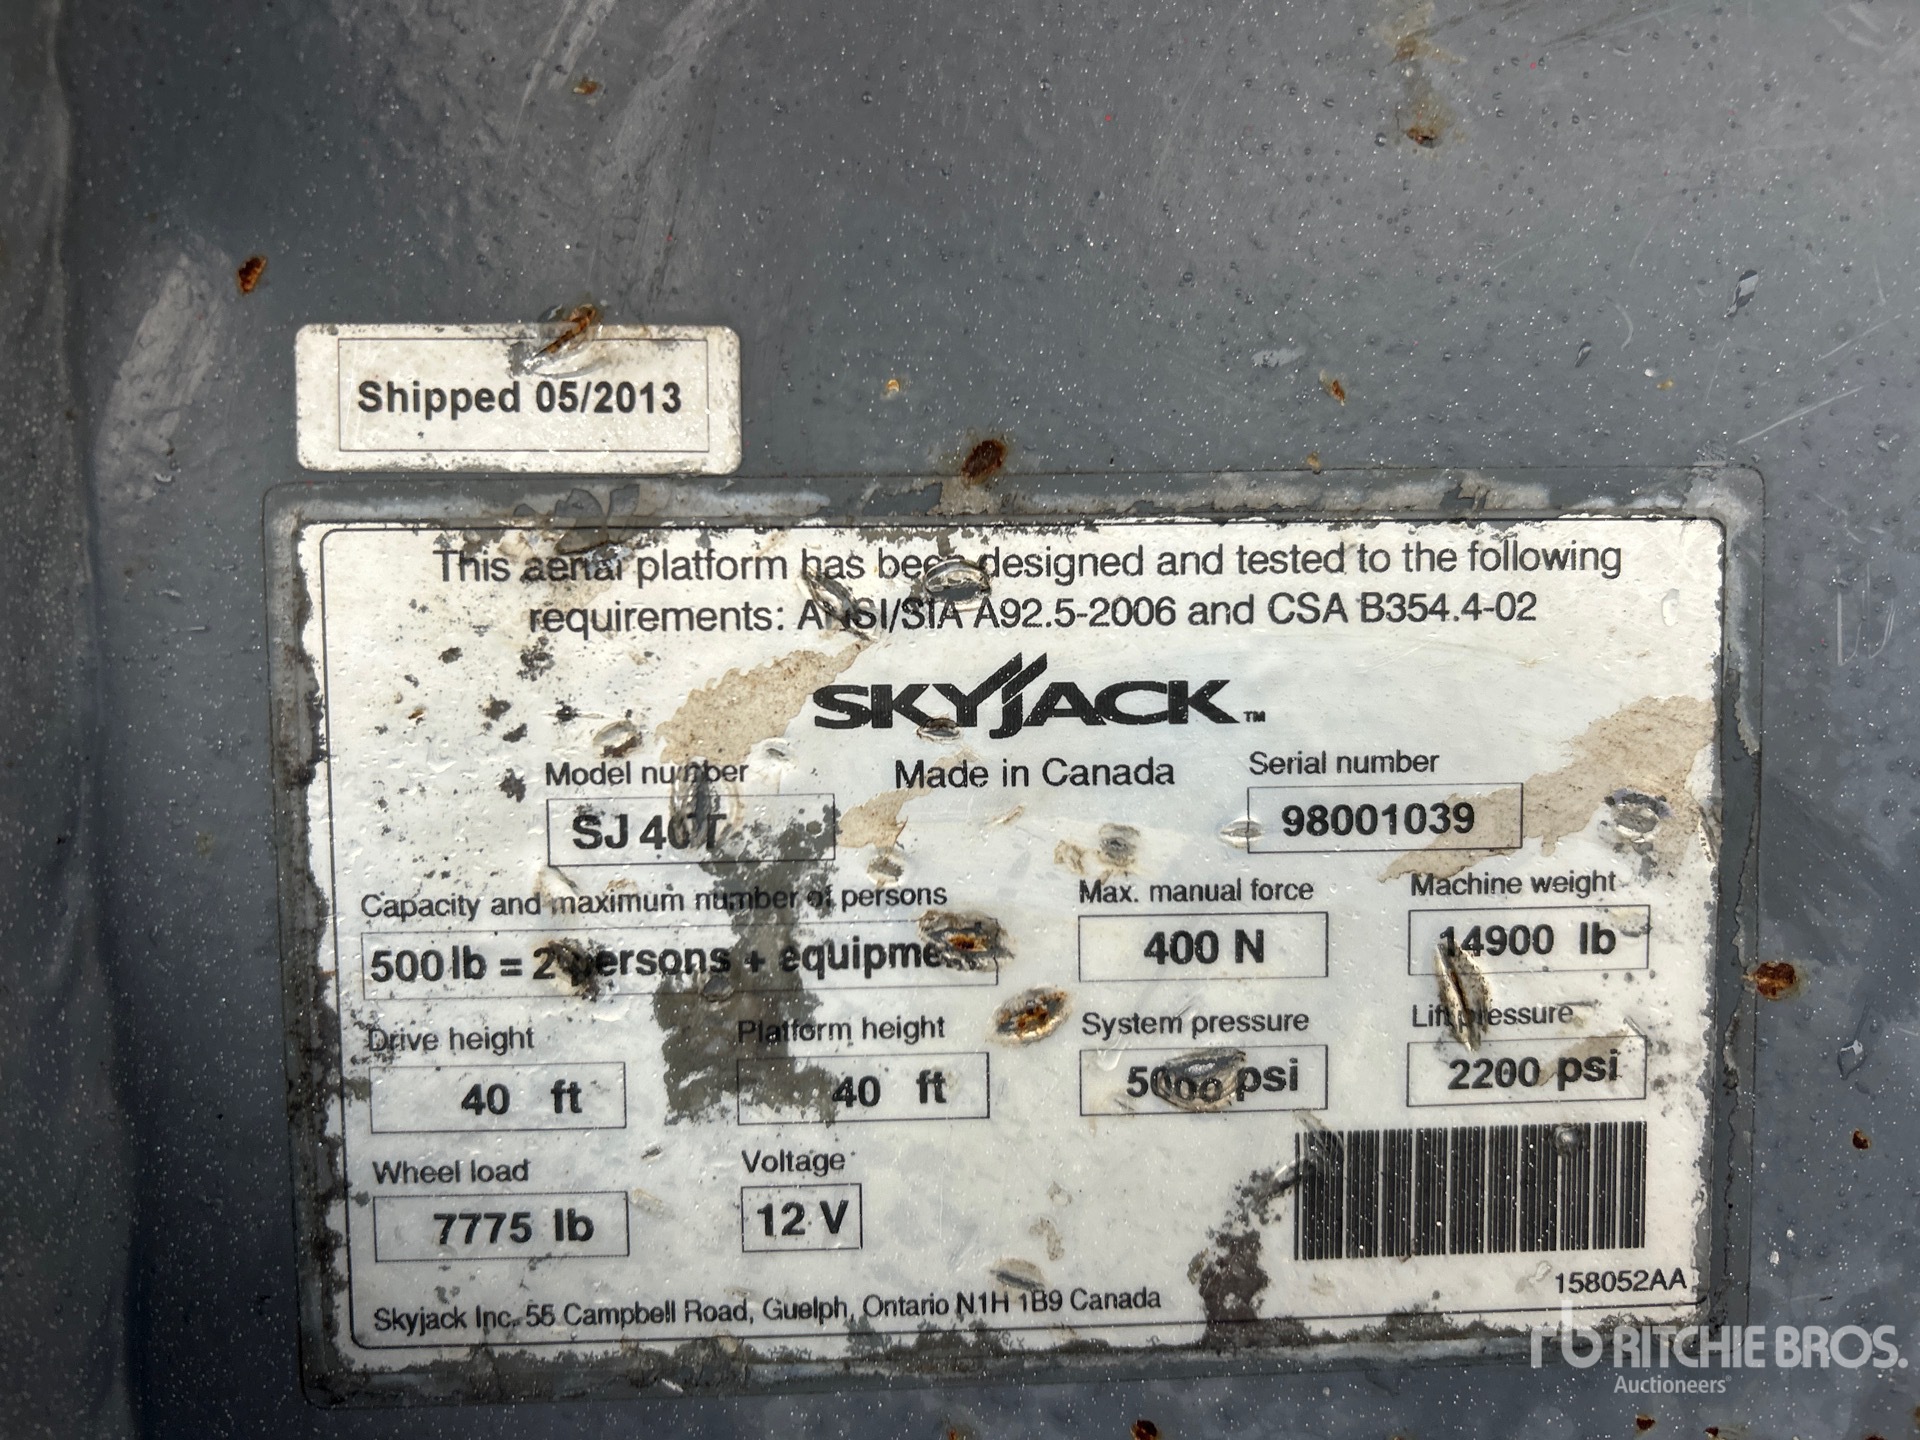 Shipped 05/2013
This aerial platform has been designed and tested to the following
requirements: ANSI/SIA A92.5-2006 and CSA B354.4-02
SKYJACK™
Made in Canada
Model number
SJ 40T
Serial number
98001039
Capacity and maximum number of persons
500 lb = 2 persons + equipment
Max. manual force
400 N
Machine weight
14900 lb
Drive height
40 ft
Platform height
40 ft
System pressure
5000 psi
Lift pressure
2200 psi
Wheel load
7775 lb
Voltage
12 V
158052AA
Skyjack Inc. 55 Campbell Road, Guelph, Ontario N1H 1B9 Canada
rb RITCHIE BROS.
Auctioneers